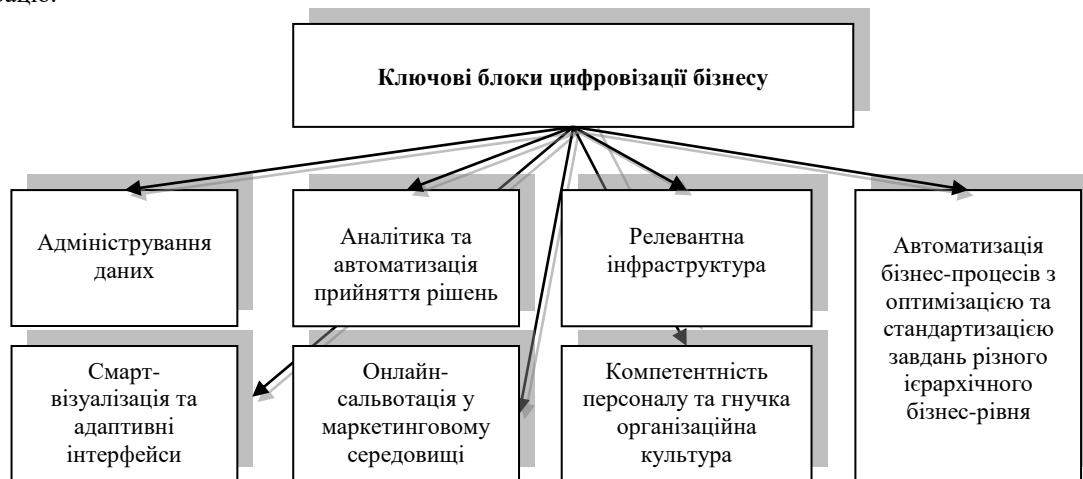 Ключові блоки цифровізації бізнесу
Адміністрування
даних
Аналітика та
автоматизація
прийняття рішень
Релевантна
інфраструктура
Автоматизація
бізнес-процесів з
оптимізацією та
стандартизацією
завдань різного
ієрархічного
бізнес-рівня
Смарт-
візуалізація та
адаптивні
інтерфейси
Онлайн-
сальвотація у
маркетинговому
середовищі
Компетентність
персоналу та гнучка
організаційна
культура